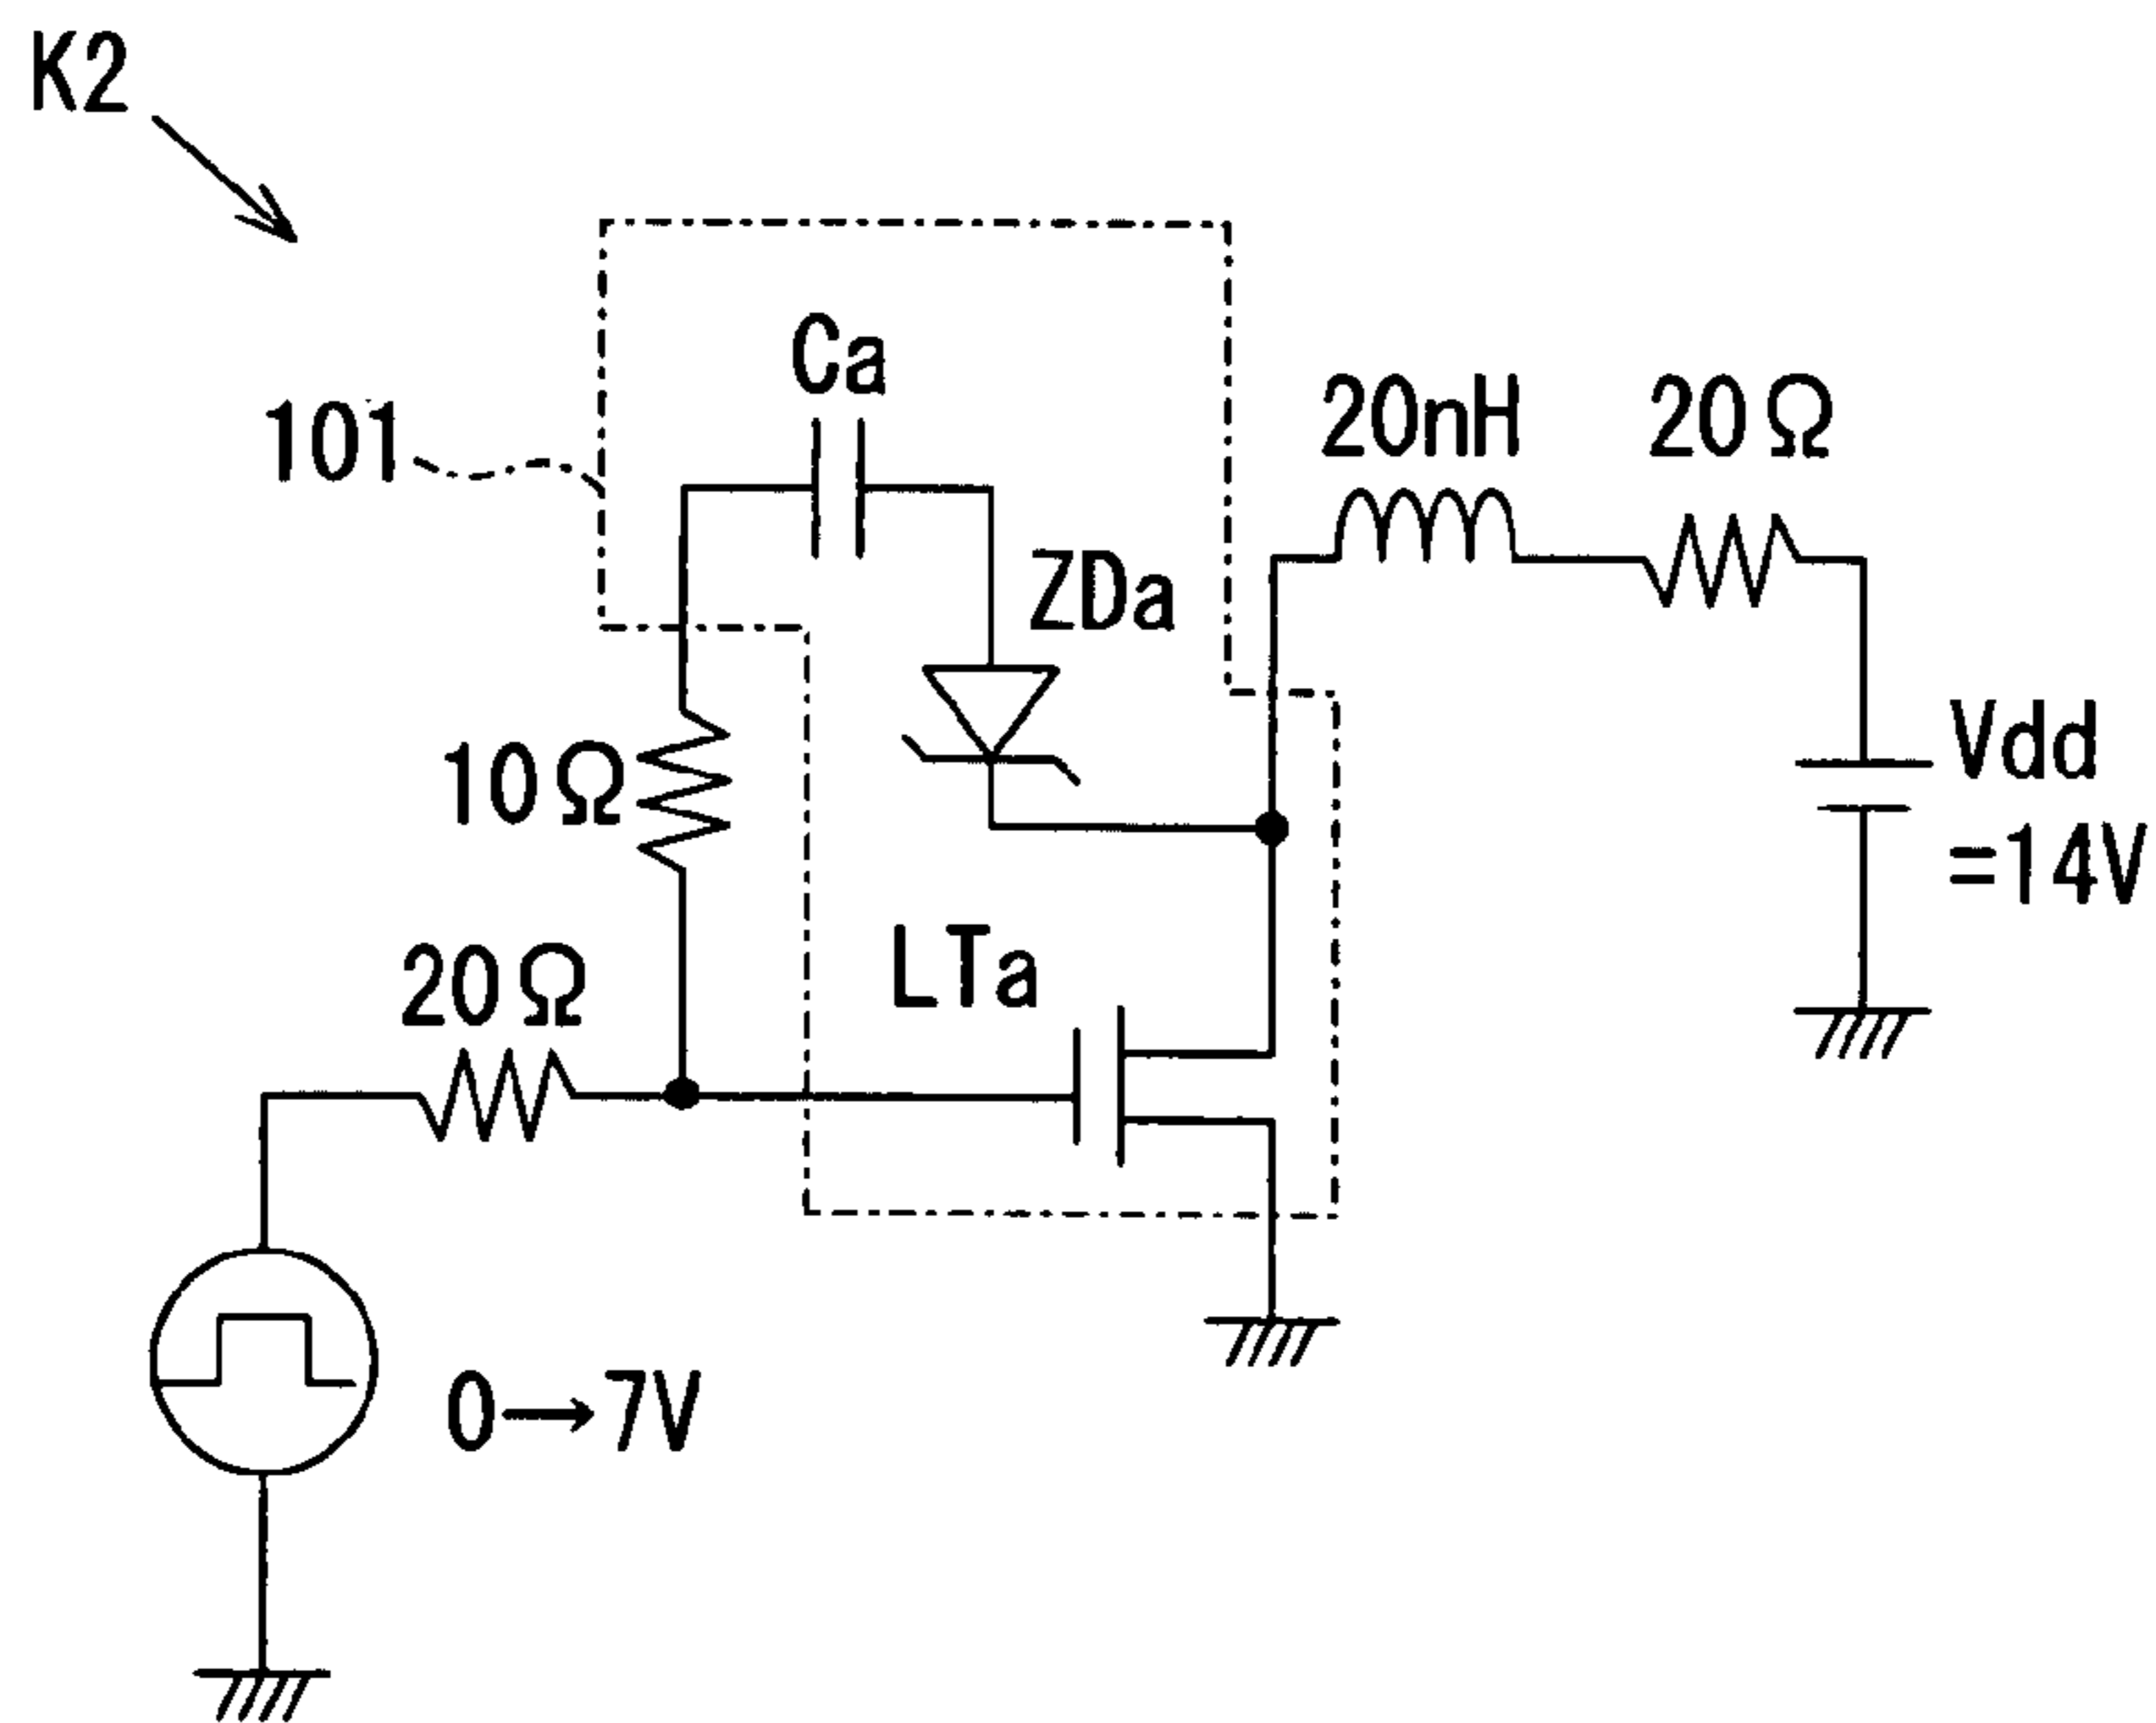 K2
Ca
101
20nH
20Ω
ZDa
10Ω
Vdd
=14V
LTa
20Ω
0→7V